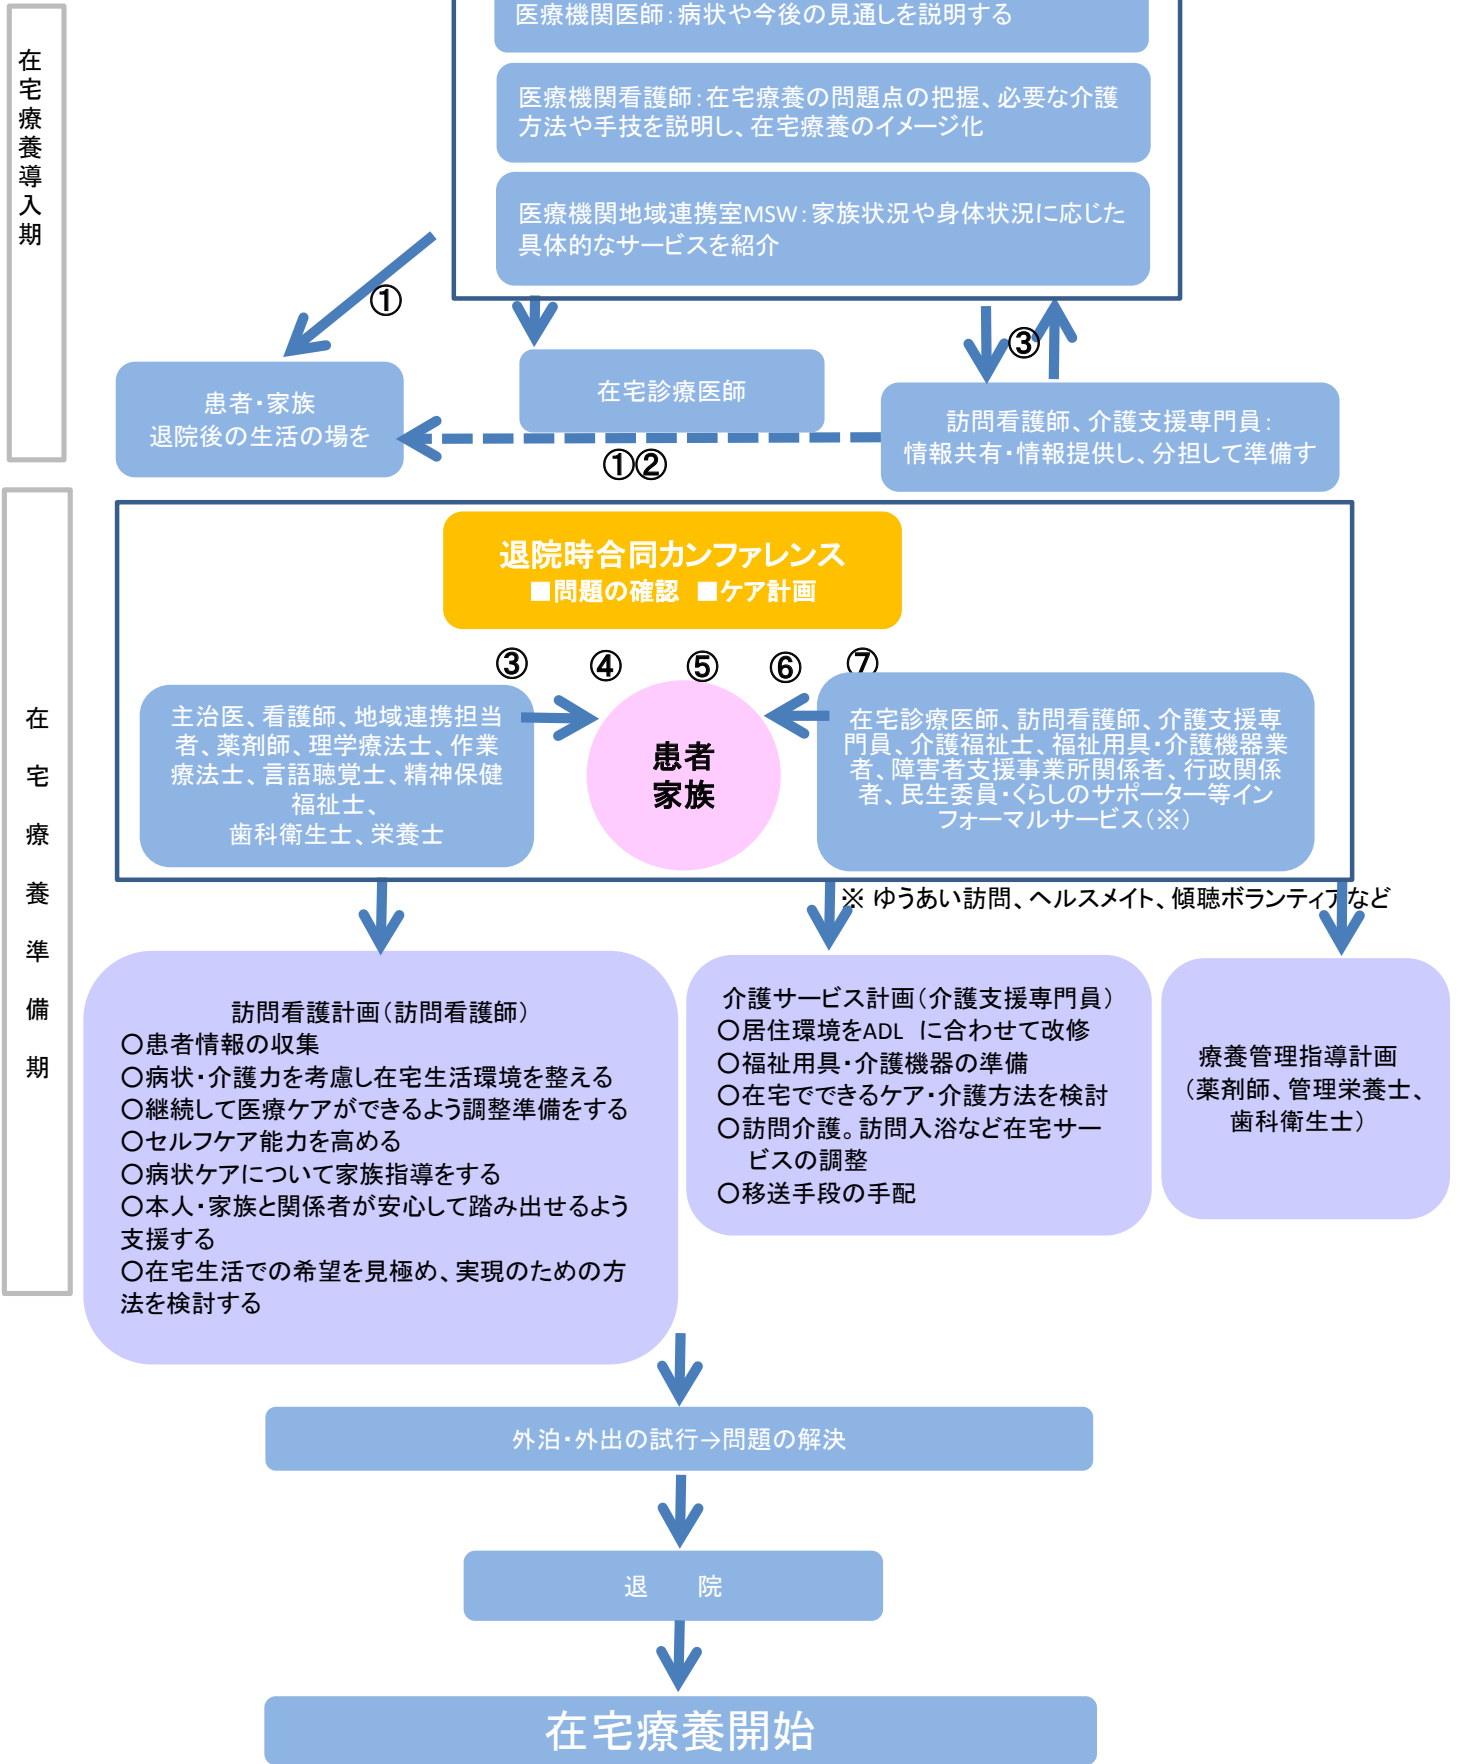 在宅療養導入期
医療機関医師：病状や今後の見通しを説明する
医療機関看護師：在宅療養の問題点の把握、必要な介護
方法や手技を説明し、在宅療養のイメージ化
医療機関地域連携室MSW：家族状況や身体状況に応じた
具体的なサービスを紹介
①
③
患者・家族
退院後の生活の場を
在宅診療医師
訪問看護師、介護支援専門員：
情報共有・情報提供し、分担して準備す
①②
在宅療養準備期
退院時合同カンファレンス
■問題の確認　■ケア計画
③　④　⑤　⑥　⑦
主治医、看護師、地域連携担当
者、薬剤師、理学療法士、作業
療法士、言語聴覚士、精神保健
福祉士、
歯科衛生士、栄養士
患者
家族
在宅診療医師、訪問看護師、介護支援専
門員、介護福祉士、福祉用具・介護機器業
者、障害者支援事業所関係者、行政関係
者、民生委員・くらしのサポーター等イン
フォーマルサービス（※）
※ ゆうあい訪問、ヘルスメイト、傾聴ボランティアなど
訪問看護計画（訪問看護師）
〇患者情報の収集
〇病状・介護力を考慮し在宅生活環境を整える
〇継続して医療ケアができるよう調整準備をする
〇セルフケア能力を高める
〇病状ケアについて家族指導をする
〇本人・家族と関係者が安心して踏み出せるよう
支援する
〇在宅生活での希望を見極め、実現のための方
法を検討する
介護サービス計画（介護支援専門員）
〇居住環境をADL に合わせて改修
〇福祉用具・介護機器の準備
〇在宅でできるケア・介護方法を検討
〇訪問介護。訪問入浴など在宅サー
ビスの調整
〇移送手段の手配
療養管理指導計画
（薬剤師、管理栄養士、
歯科衛生士）
外泊・外出の試行→問題の解決
退　　院
在宅療養開始